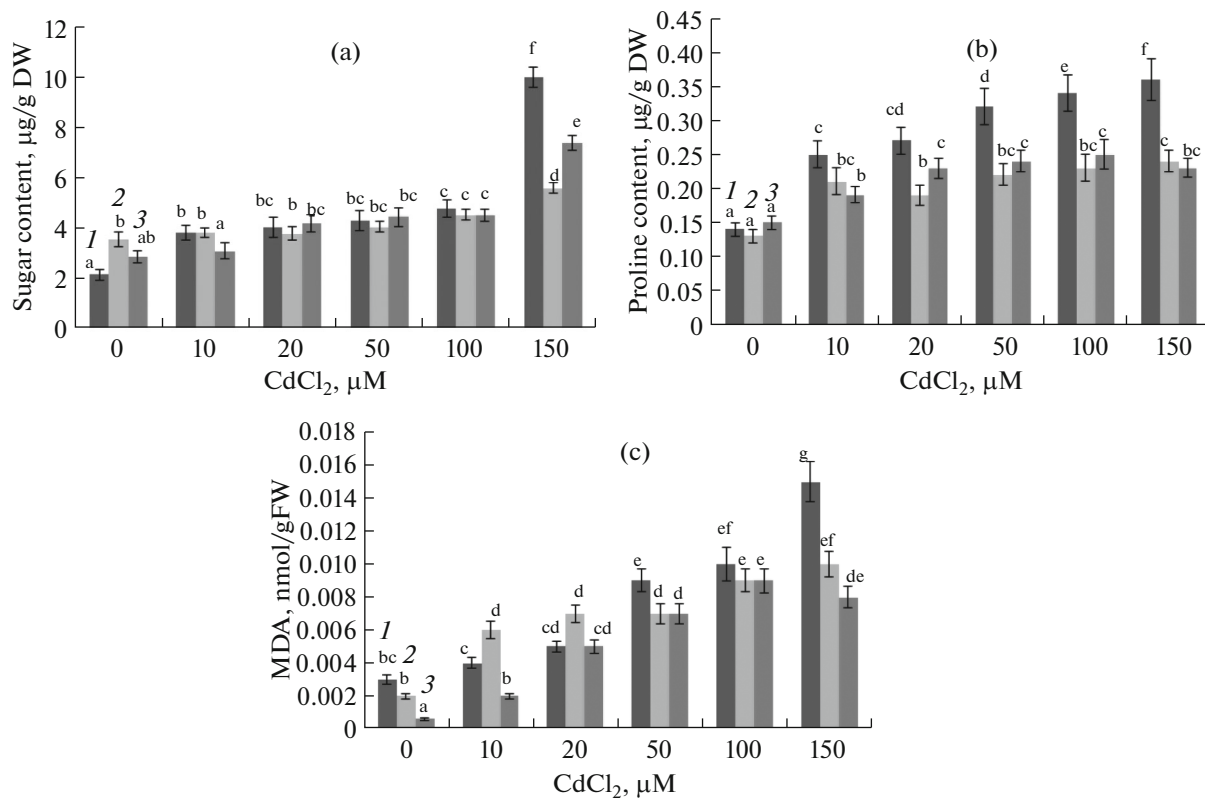 (a)
Sugar content, µg/g DW
12
10
8
6
4
2
0
1 2 3
a b ab
b b a
bc b bc
bc bc bc
c c c
f d e
0 10 20 50 100 150
CdCl2, µM
(b)
Proline content, µg/g DW
0.45
0.40
0.35
0.30
0.25
0.20
0.15
0.10
0.05
0
1 2 3
a a a
c bc b
cd b c
d bc c
e bc c
f c bc
0 10 20 50 100 150
CdCl2, µM
(c)
MDA, nmol/gFW
0.018
0.016
0.014
0.012
0.010
0.008
0.006
0.004
0.002
0
1 2 3
bc b a
c d b
cd d cd
e d d
ef e e
g ef de
0 10 20 50 100 150
CdCl2, µM